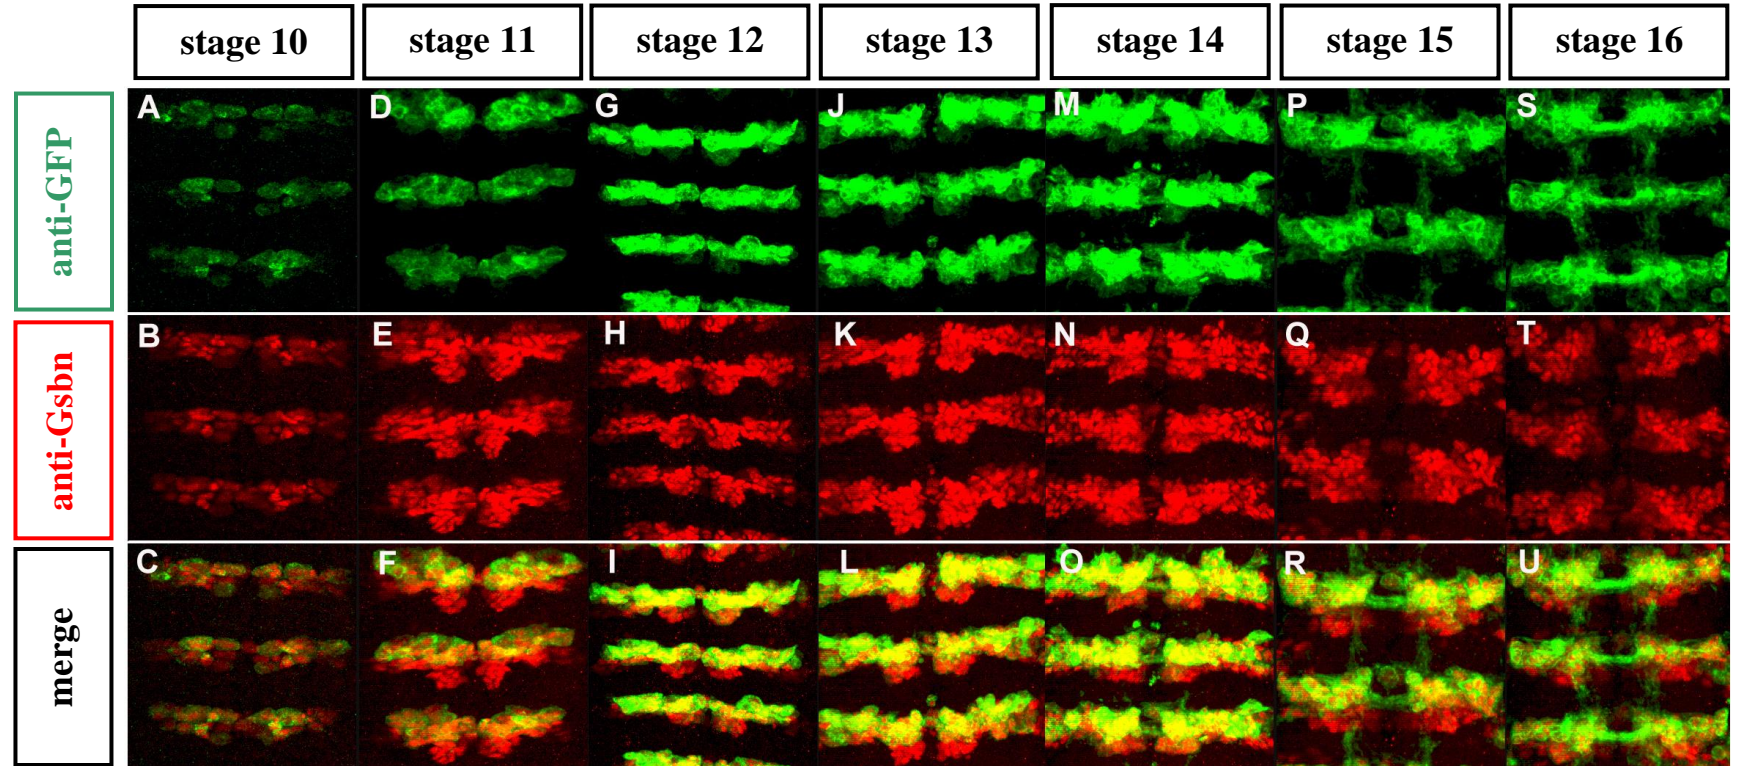 stage 10 stage 11 stage 12 stage 13 stage 14 stage 15 stage 16
anti-GFP
A D G J M P S
anti-Gsbn
B E H K N Q T
merge
C F I L O R U